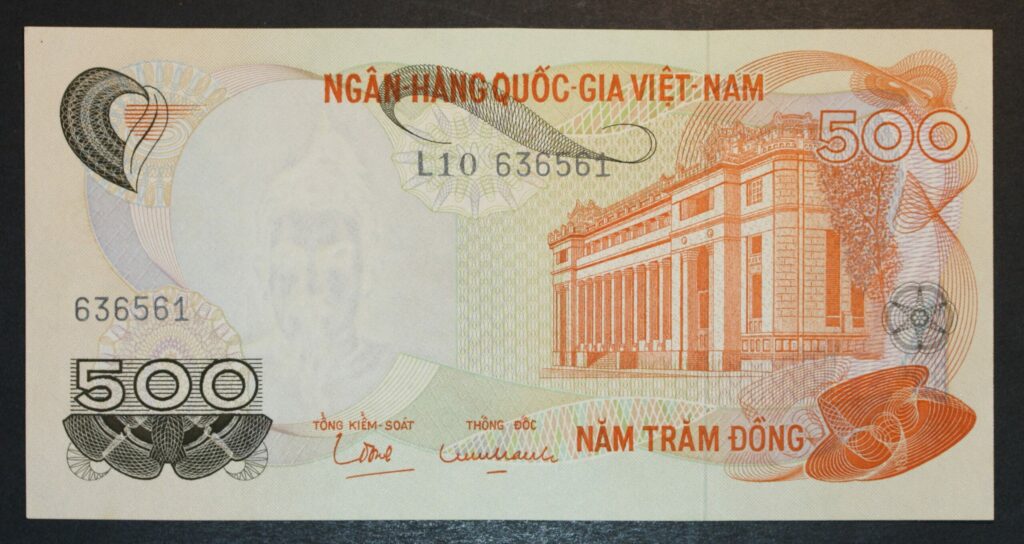 NGÂN-HÀNG QUỐC-GIA VIỆT-NAM
500
L10 636561
636561
500
TỔNG KIỂM-SOÁT THỐNG ĐỐC
NĂM TRĂM ĐỒNG